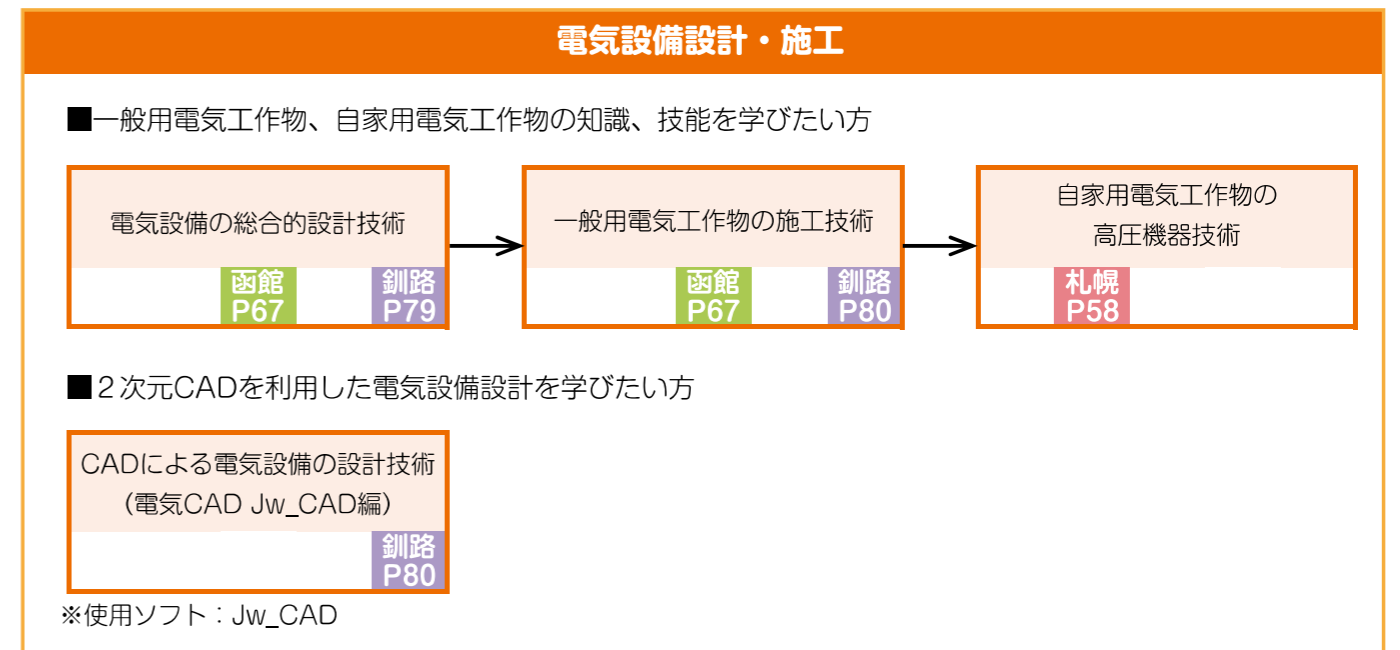 電気設備設計・施工
■一般用電気工作物、自家用電気工作物の知識、技能を学びたい方
電気設備の総合的設計技術
函館
P67
釧路
P79
一般用電気工作物の施工技術
函館
P67
釧路
P80
自家用電気工作物の
高圧機器技術
札幌
P58
■２次元CADを利用した電気設備設計を学びたい方
CADによる電気設備の設計技術
（電気CAD Jw_CAD編）
釧路
P80
※使用ソフト：Jw_CAD